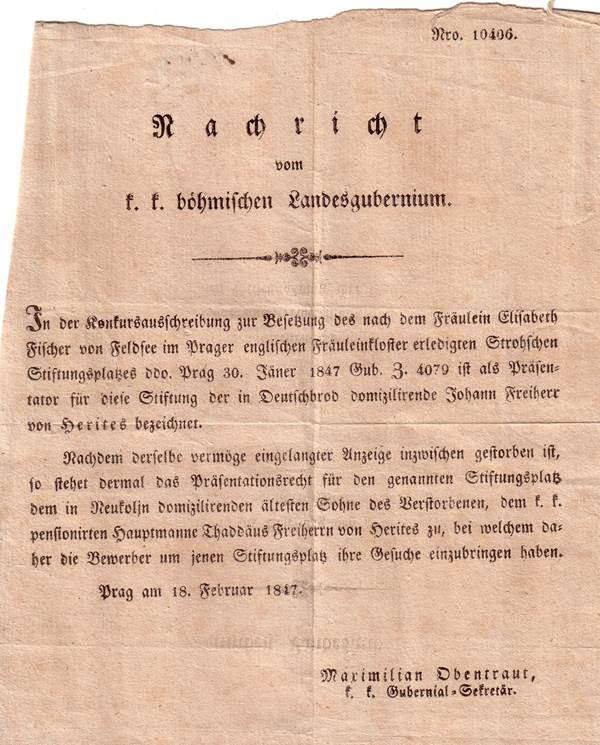 Nro. 10406.
Nachricht
vom
k. k. böhmischen Landesgubernium.
In der Konkursausschreibung zur Besetzung des nach dem Fräulein Elisabeth
Fischer von Feldsee im Prager englischen Fräuleinkloster erledigten Strohschen
Stiftungsplatzes ddo. Prag 30. Jäner 1847 Gub. Z. 4079 ist als Präsen-
tator für diese Stiftung der in Deutschbrod domizilirende Johann Freiherr
von Herites bezeichnet.
Nachdem derselbe vermöge eingelangter Anzeige inzwischen gestorben ist,
so stehet dermal das Präsentationsrecht für den genannten Stiftungsplatz
dem in Neukoljn domizilirenden ältesten Sohne des Verstorbenen, dem k. k.
pensionirten Hauptmanne Thaddäus Freiherrn von Herites zu, bei welchem da-
her die Bewerber um jenen Stiftungsplatz ihre Gesuche einzubringen haben.
Prag am 18. Februar 1847.
Maximilian Obentraut,
k. k. Gubernial-Sekretär.